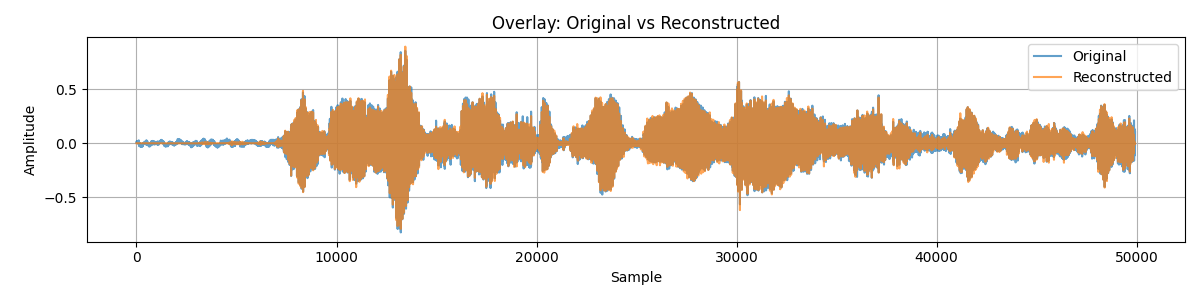 Overlay: Original vs Reconstructed
Original
Reconstructed
Amplitude
0.5
0.0
−0.5
0 10000 20000 30000 40000 50000
Sample